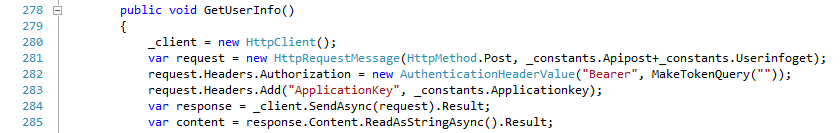 278 public void GetUserInfo()
279 {
280 _client = new HttpClient();
281 var request = new HttpRequestMessage(HttpMethod.Post, _constants.Apipost+_constants.Userinfoget);
282 request.Headers.Authorization = new AuthenticationHeaderValue("Bearer", MakeTokenQuery(""));
283 request.Headers.Add("ApplicationKey", _constants.Applicationkey);
284 var response = _client.SendAsync(request).Result;
285 var content = response.Content.ReadAsStringAsync().Result;